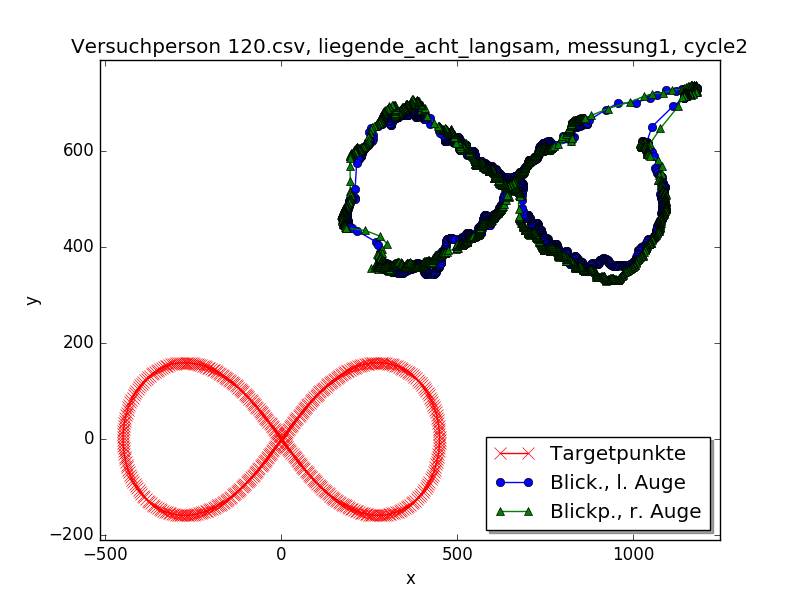 Versuchperson 120.csv, liegende_acht_langsam, messung1, cycle2
y
600
400
200
0
−200
−500
0
500
1000
x
Targetpunkte
Blick., l. Auge
Blickp., r. Auge